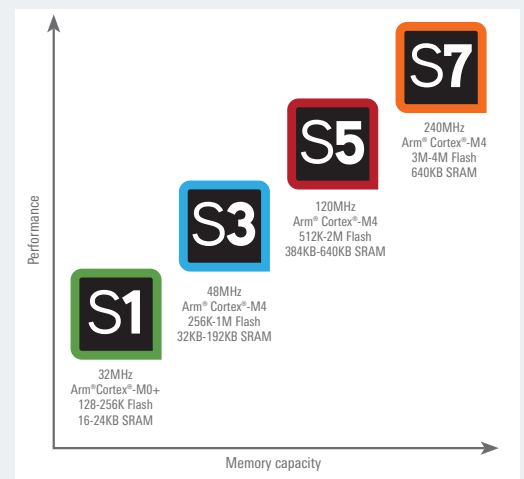 S7
240MHz
Arm® Cortex®-M4
3M-4M Flash
640KB SRAM
S5
120MHz
Arm® Cortex®-M4
512K-2M Flash
384KB-640KB SRAM
S3
48MHz
Arm® Cortex®-M4
256K-1M Flash
32KB-192KB SRAM
S1
32MHz
Arm®Cortex®-M0+
128-256K Flash
16-24KB SRAM
Performance
Memory capacity